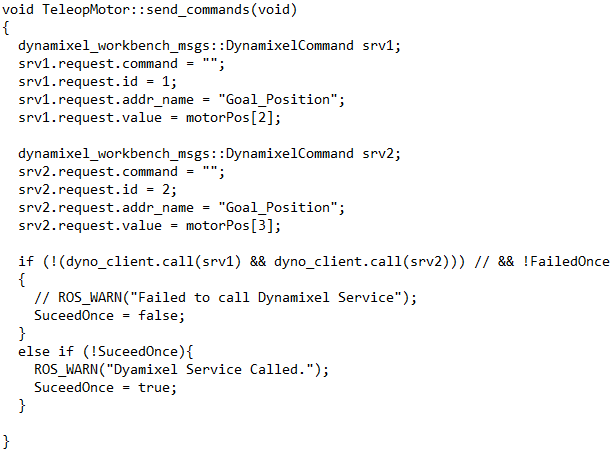 void TeleopMotor::send_commands(void)
{
  dynamixel_workbench_msgs::DynamixelCommand srv1;
  srv1.request.command = "";
  srv1.request.id = 1;
  srv1.request.addr_name = "Goal_Position";
  srv1.request.value = motorPos[2];

  dynamixel_workbench_msgs::DynamixelCommand srv2;
  srv2.request.command = "";
  srv2.request.id = 2;
  srv2.request.addr_name = "Goal_Position";
  srv2.request.value = motorPos[3];

  if (!(dyno_client.call(srv1) && dyno_client.call(srv2))) // && !FailedOnce
  {
    // ROS_WARN("Failed to call Dynamixel Service");
    SuceedOnce = false;
  }
  else if (!SuceedOnce){
    ROS_WARN("Dyamixel Service Called.");
    SuceedOnce = true;
  }

}